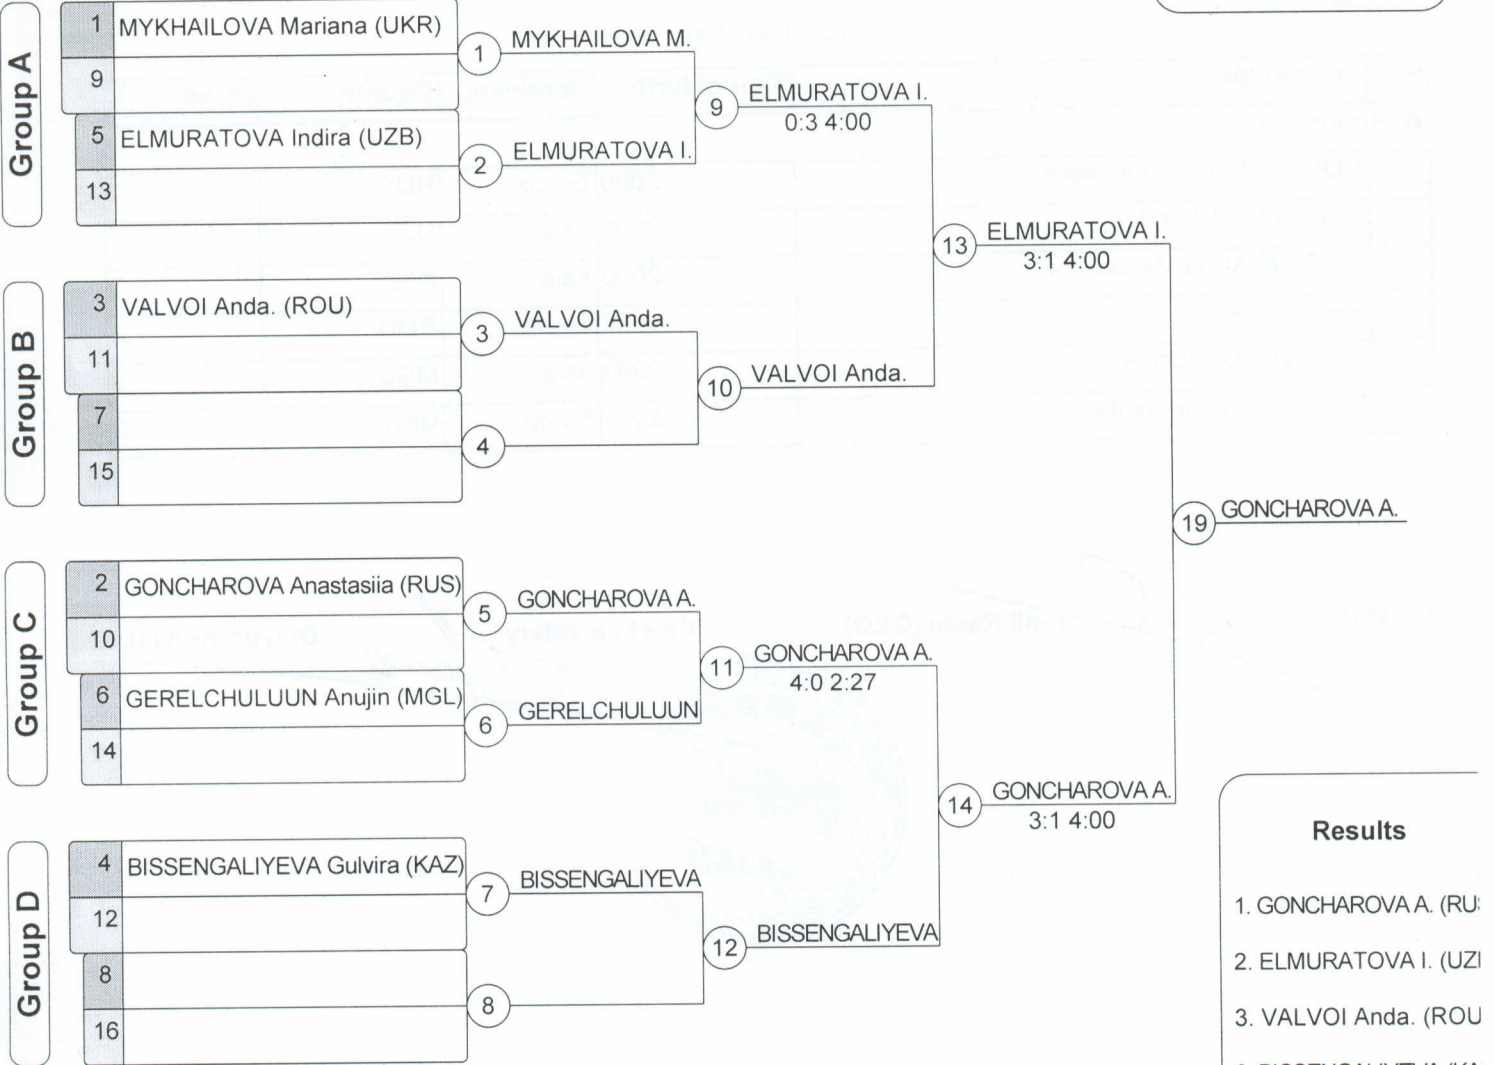 Group A
1 MYKHAILOVA Mariana (UKR)
9
5 ELMURATOVA Indira (UZB)
13
1 MYKHAILOVA M.
2 ELMURATOVA I.
9 ELMURATOVA I.
0:3 4:00
Group B
3 VALVOI Anda. (ROU)
11
7
15
3 VALVOI Anda.
4
10 VALVOI Anda.
13 ELMURATOVA I.
3:1 4:00
Group C
2 GONCHAROVA Anastasiia (RUS)
10
6 GERELCHULUUN Anujin (MGL)
14
5 GONCHAROVA A.
6 GERELCHULUUN
11 GONCHAROVA A.
4:0 2:27
Group D
4 BISSENGALIYEVA Gulvira (KAZ)
12
8
16
7 BISSENGALIYEVA
8
12 BISSENGALIYEVA
14 GONCHAROVA A.
3:1 4:00
19 GONCHAROVA A.
Results
1. GONCHAROVA A. (RU
2. ELMURATOVA I. (UZ
3. VALVOI Anda. (ROU